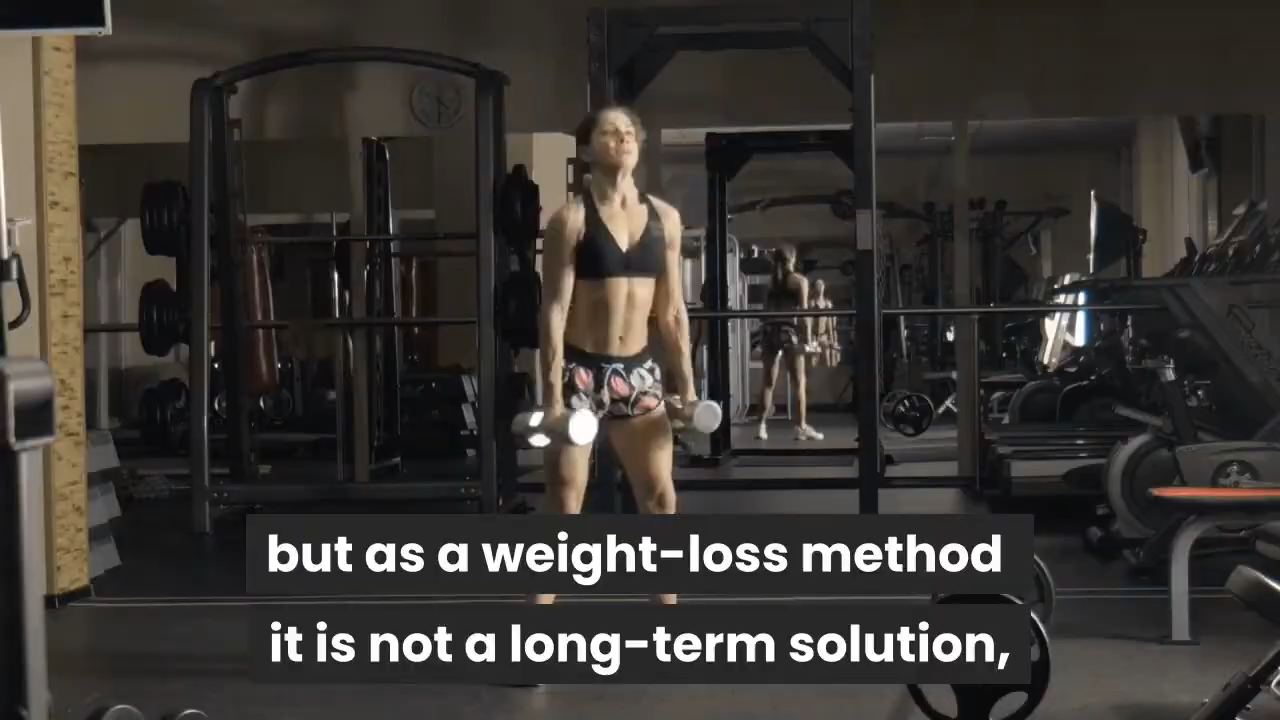 but as a weight-loss method
it is not a long-term solution,